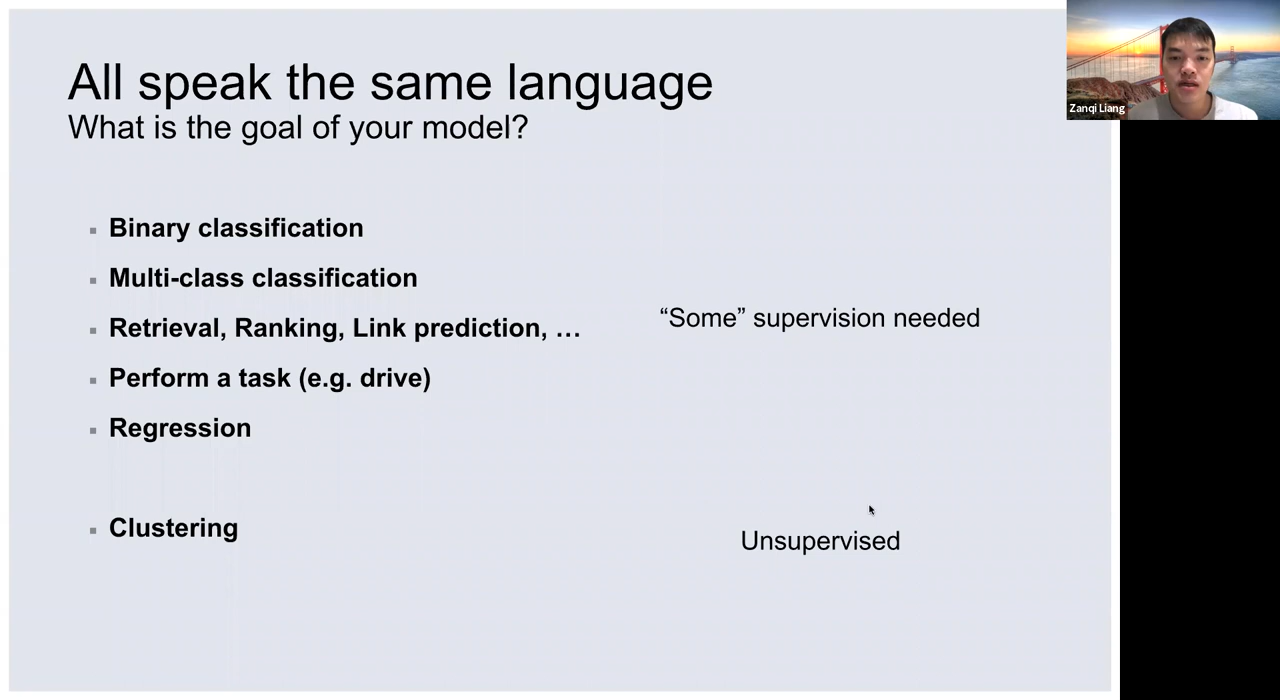 All speak the same language
What is the goal of your model?
Binary classification
Multi-class classification
Retrieval, Ranking, Link prediction, …
“Some” supervision needed
Perform a task (e.g. drive)
Regression
Clustering
Unsupervised
Zanqi Liang